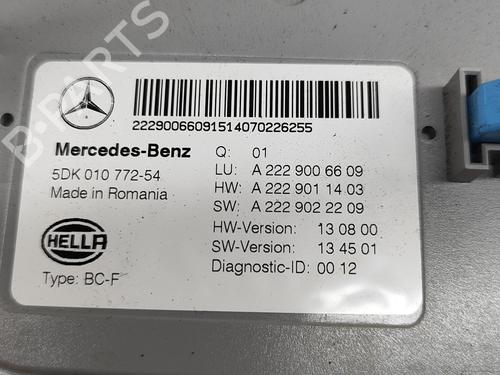 B-PARTS
22290066091514070226255
Mercedes-Benz
Q: 01
5DK 010 772-54
LU: A 222 900 66 09
Made in Romania
HW: A 222 901 14 03
SW: A 222 902 22 09
HELLA
HW-Version: 13 08 00
SW-Version: 13 45 01
Type: BC-F
Diagnostic-ID: 00 12